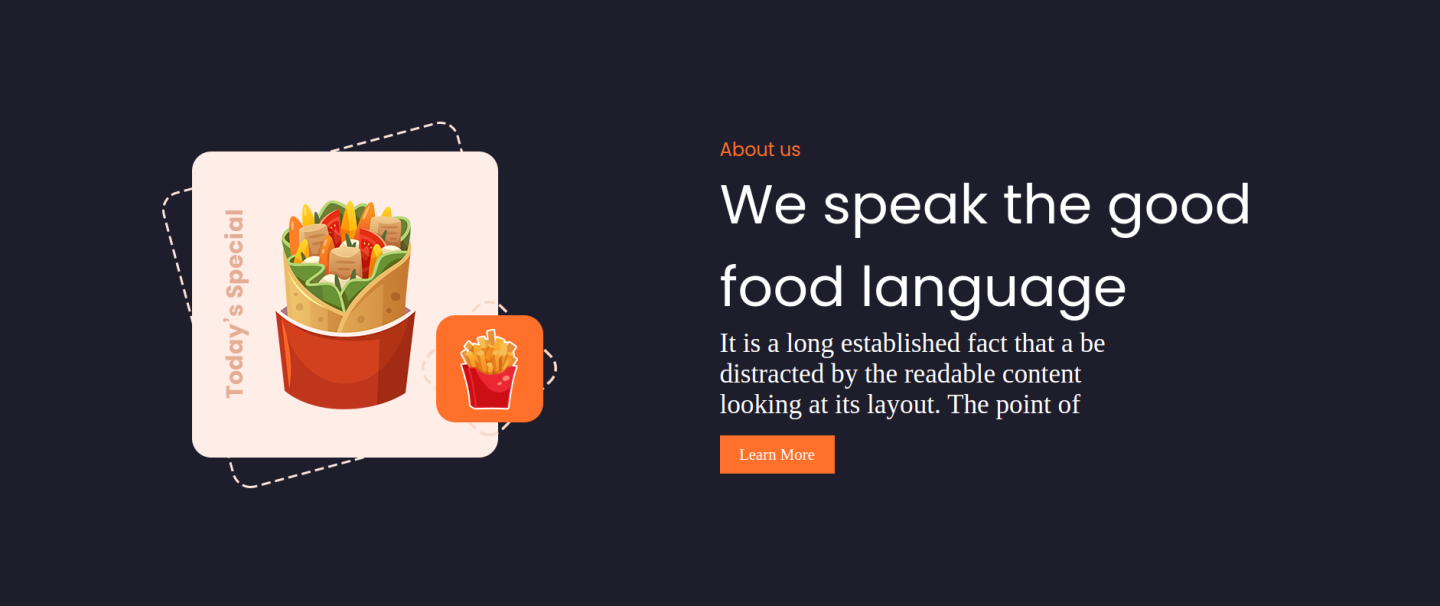 Today's Special
About us
We speak the good
food language
It is a long established fact that a be
distracted by the readable content
looking at its layout. The point of
Learn More